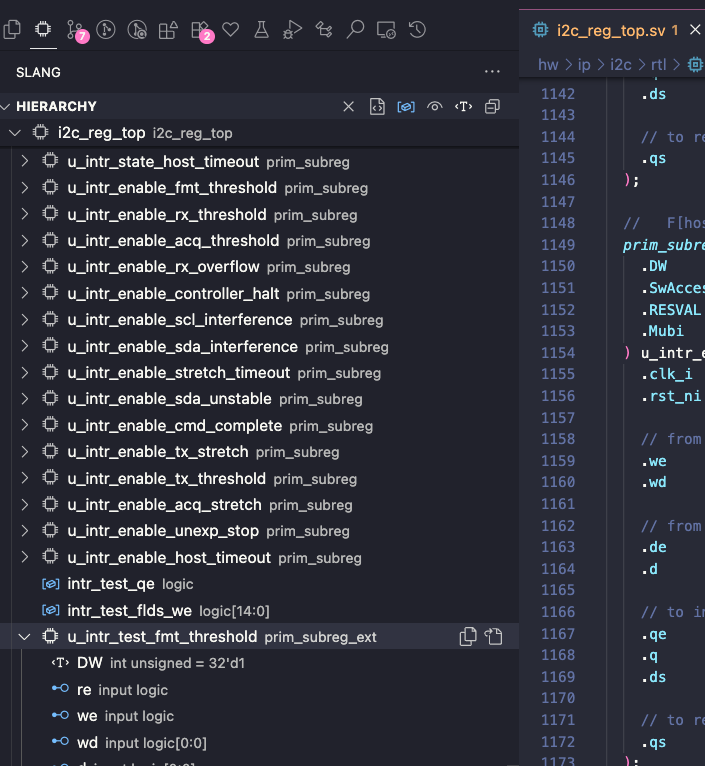 7
2
SLANG
HIERARCHY
i2c_reg_top i2c_reg_top
u_intr_state_host_timeout prim_subreg
u_intr_enable_fmt_threshold prim_subreg
u_intr_enable_rx_threshold prim_subreg
u_intr_enable_acq_threshold prim_subreg
u_intr_enable_rx_overflow prim_subreg
u_intr_enable_controller_halt prim_subreg
u_intr_enable_scl_interference prim_subreg
u_intr_enable_sda_interference prim_subreg
u_intr_enable_stretch_timeout prim_subreg
u_intr_enable_sda_unstable prim_subreg
u_intr_enable_cmd_complete prim_subreg
u_intr_enable_tx_stretch prim_subreg
u_intr_enable_tx_threshold prim_subreg
u_intr_enable_acq_stretch prim_subreg
u_intr_enable_unexp_stop prim_subreg
u_intr_enable_host_timeout prim_subreg
intr_test_qe logic
intr_test_flds_we logic[14:0]
u_intr_test_fmt_threshold prim_subreg_ext
<T> DW int unsigned = 32'd1
re input logic
we input logic
wd input logic[0:0]
i2c_reg_top.sv 1
hw > ip > i2c > rtl >
1142 .ds
1143
1144 // to re
1145 .qs
1146 );
1147
1148 // F[hos
1149 prim_subre
1150 .DW
1151 .SwAcces
1152 .RESVAL
1153 .Mubi
1154 ) u_intr_e
1155 .clk_i
1156 .rst_ni
1157
1158 // from
1159 .we
1160 .wd
1161
1162 // from
1163 .de
1164 .d
1165
1166 // to in
1167 .qe
1168 .q
1169 .ds
1170
1171 // to re
1172 .qs
1173 );